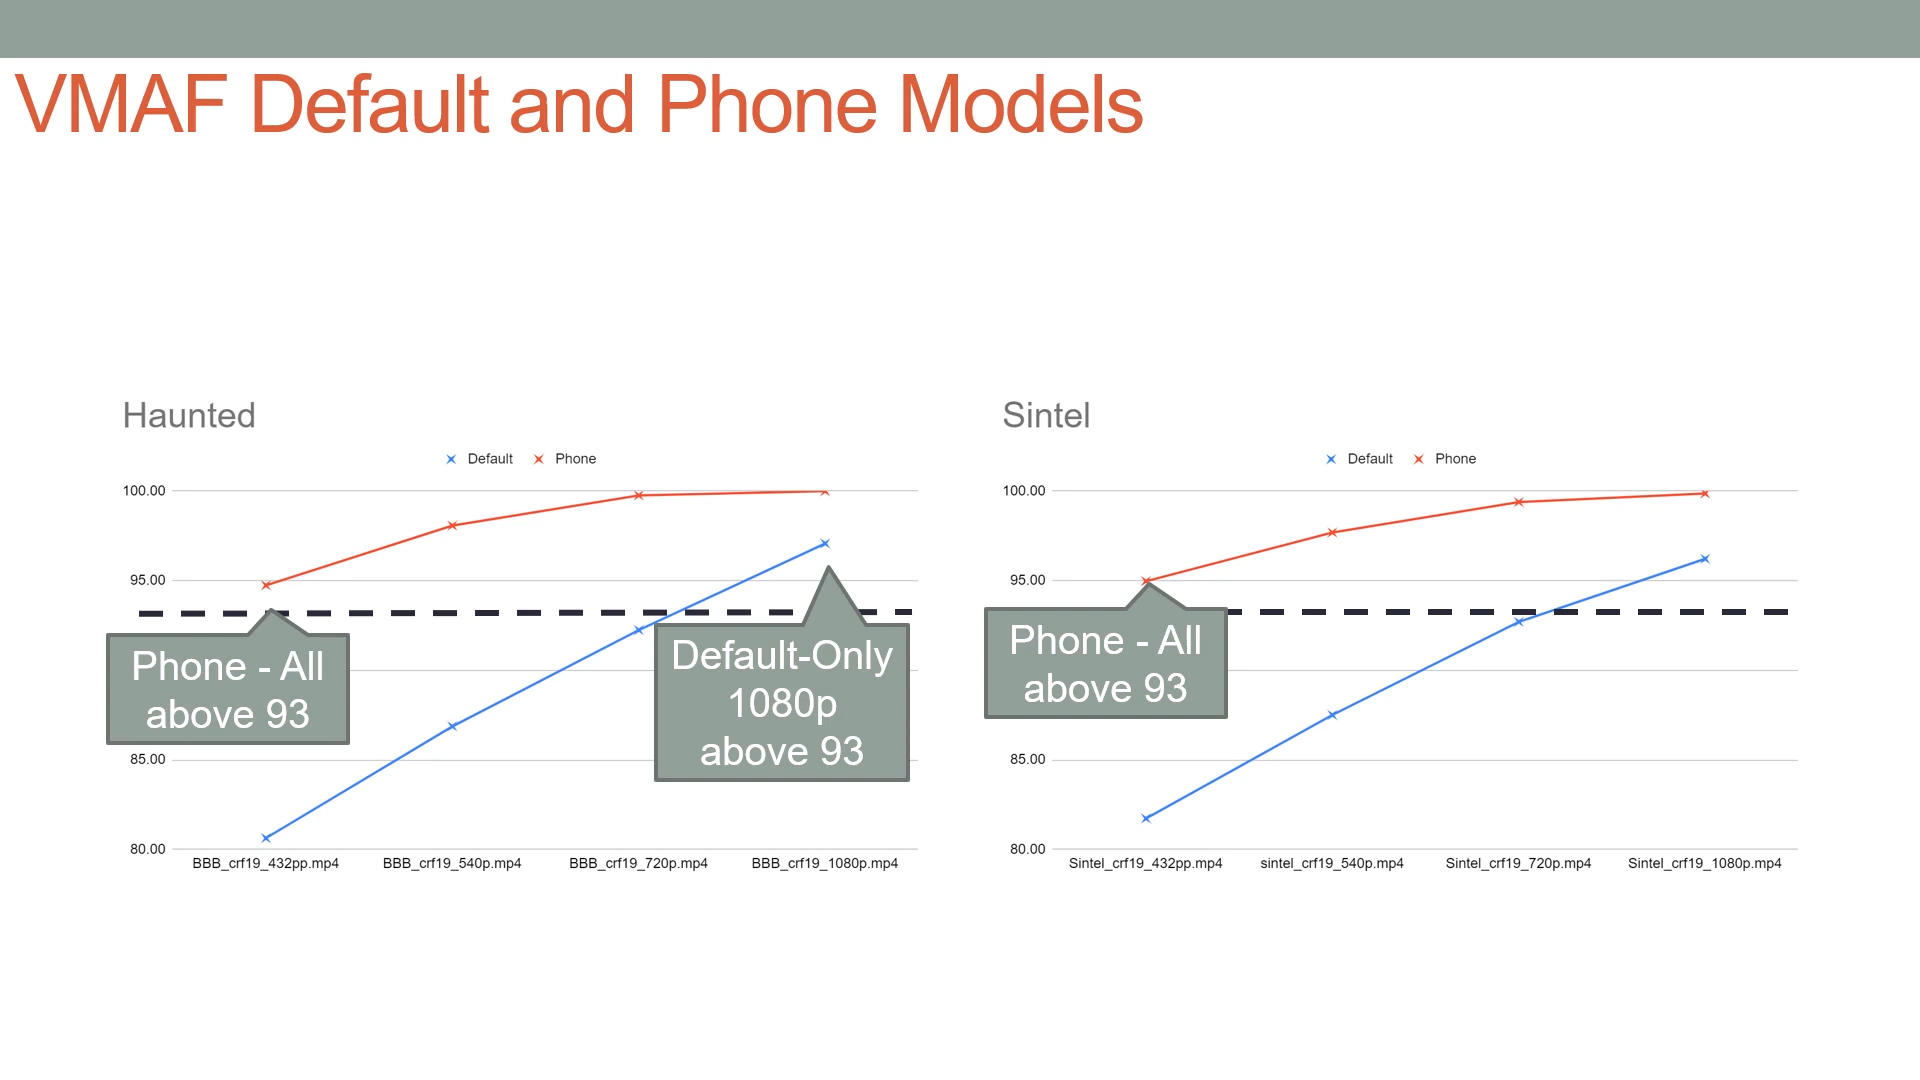 VMAF Default and Phone Models
Haunted
Default
Phone
100.00
95.00
85.00
80.00
Phone - All
above 93
Default-Only
1080p
above 93
BBB_crf19_432pp.mp4
BBB_crf19_540p.mp4
BBB_crf19_720p.mp4
BBB_crf19_1080p.mp4
Sintel
Default
Phone
100.00
95.00
85.00
80.00
Phone - All
above 93
Sintel_crf19_432pp.mp4
sintel_crf19_540p.mp4
Sintel_crf19_720p.mp4
Sintel_crf19_1080p.mp4